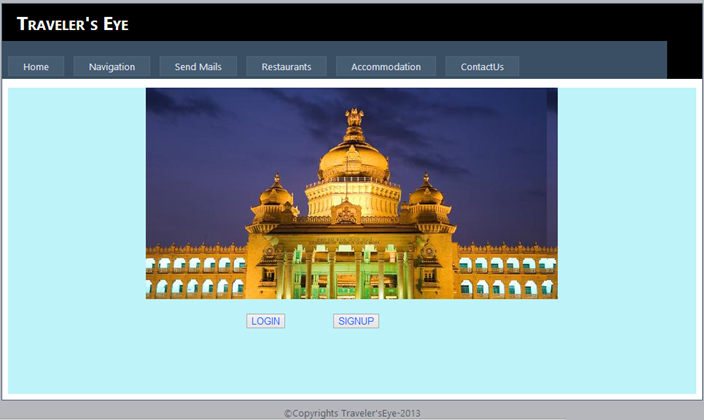 Traveler's Eye
Home Navigation Send Mails Restaurants Accommodation ContactUs
LOGIN SIGNUP
©Copyrights Traveler'sEye-2013